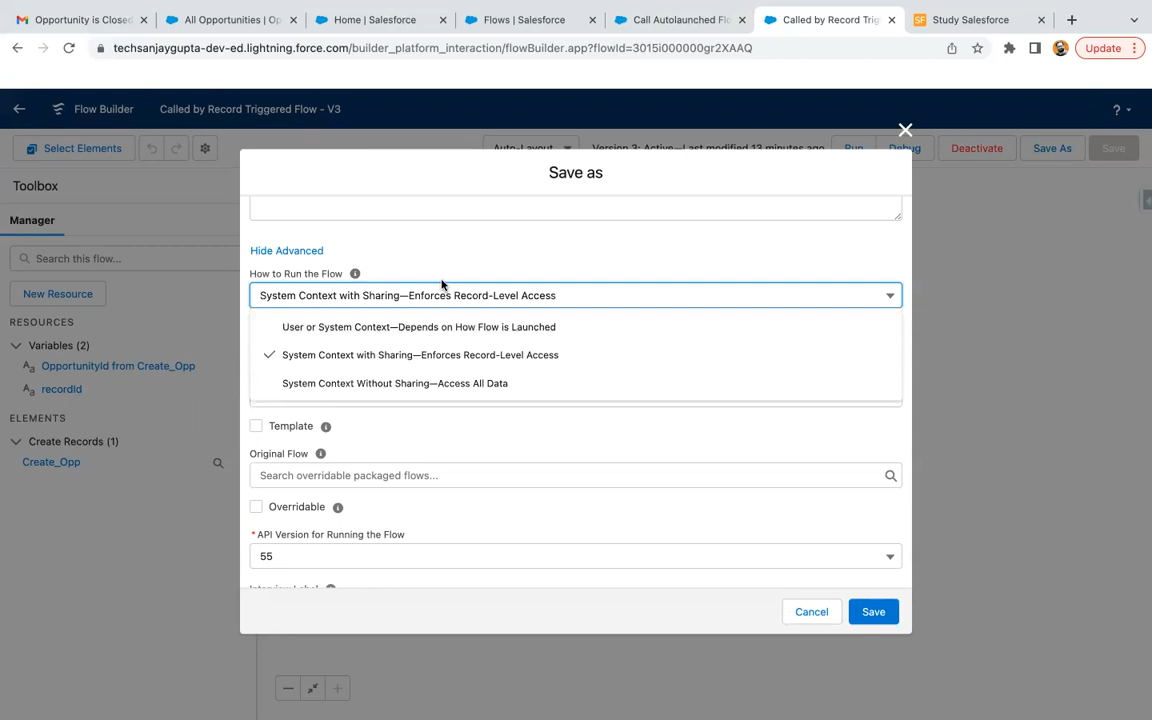 Opportunity is Closed
All Opportunities | Op
Home | Salesforce
Flows | Salesforce
Call Autolaunched Flo
Called by Record Trig
SF Study Salesforce
techsanjaygupta-dev-ed.lightning.force.com/builder_platform_interaction/flowBuilder.app?flowId=3015i000000gr2XAAQ
Update
Flow Builder
Called by Record Triggered Flow - V3
?
Select Elements
Auto-Layout
Version 3: Active—Last modified 13 minutes ago
Run
Debug
Deactivate
Save As
Save
Toolbox
Manager
Search this flow...
New Resource
RESOURCES
Variables (2)
OpportunityId from Create_Opp
recordId
ELEMENTS
Create Records (1)
Create_Opp
Save as
Hide Advanced
How to Run the Flow
System Context with Sharing—Enforces Record-Level Access
User or System Context—Depends on How Flow is Launched
System Context with Sharing—Enforces Record-Level Access
System Context Without Sharing—Access All Data
Template
Original Flow
Search overridable packaged flows...
Overridable
* API Version for Running the Flow
55
Interview Label
Cancel
Save